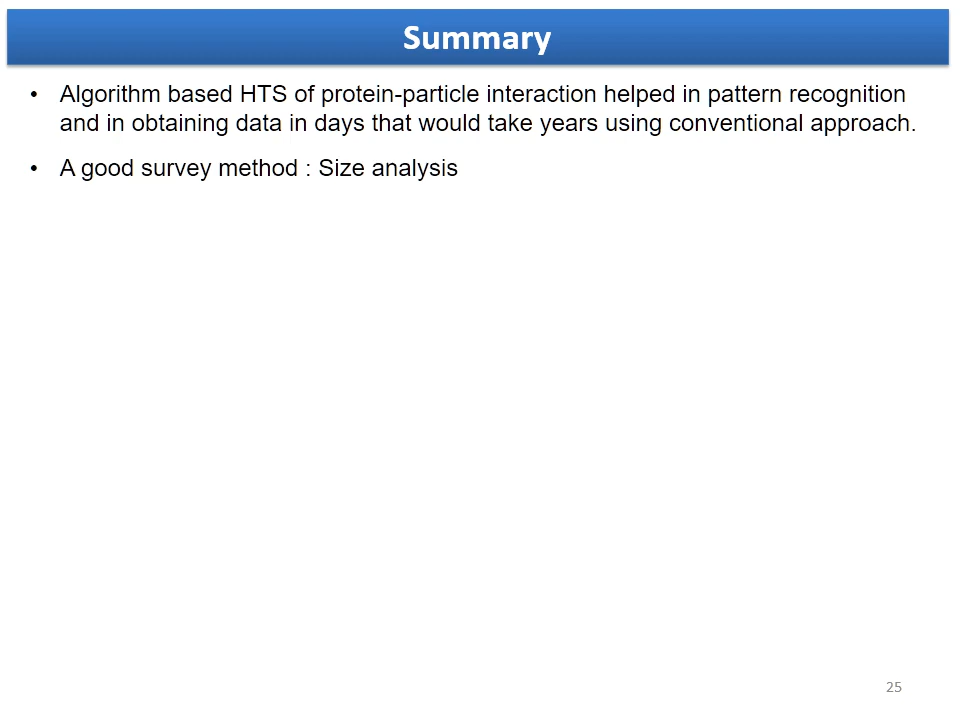 Summary
• Algorithm based HTS of protein-particle interaction helped in pattern recognition
and in obtaining data in days that would take years using conventional approach.
• A good survey method : Size analysis
25